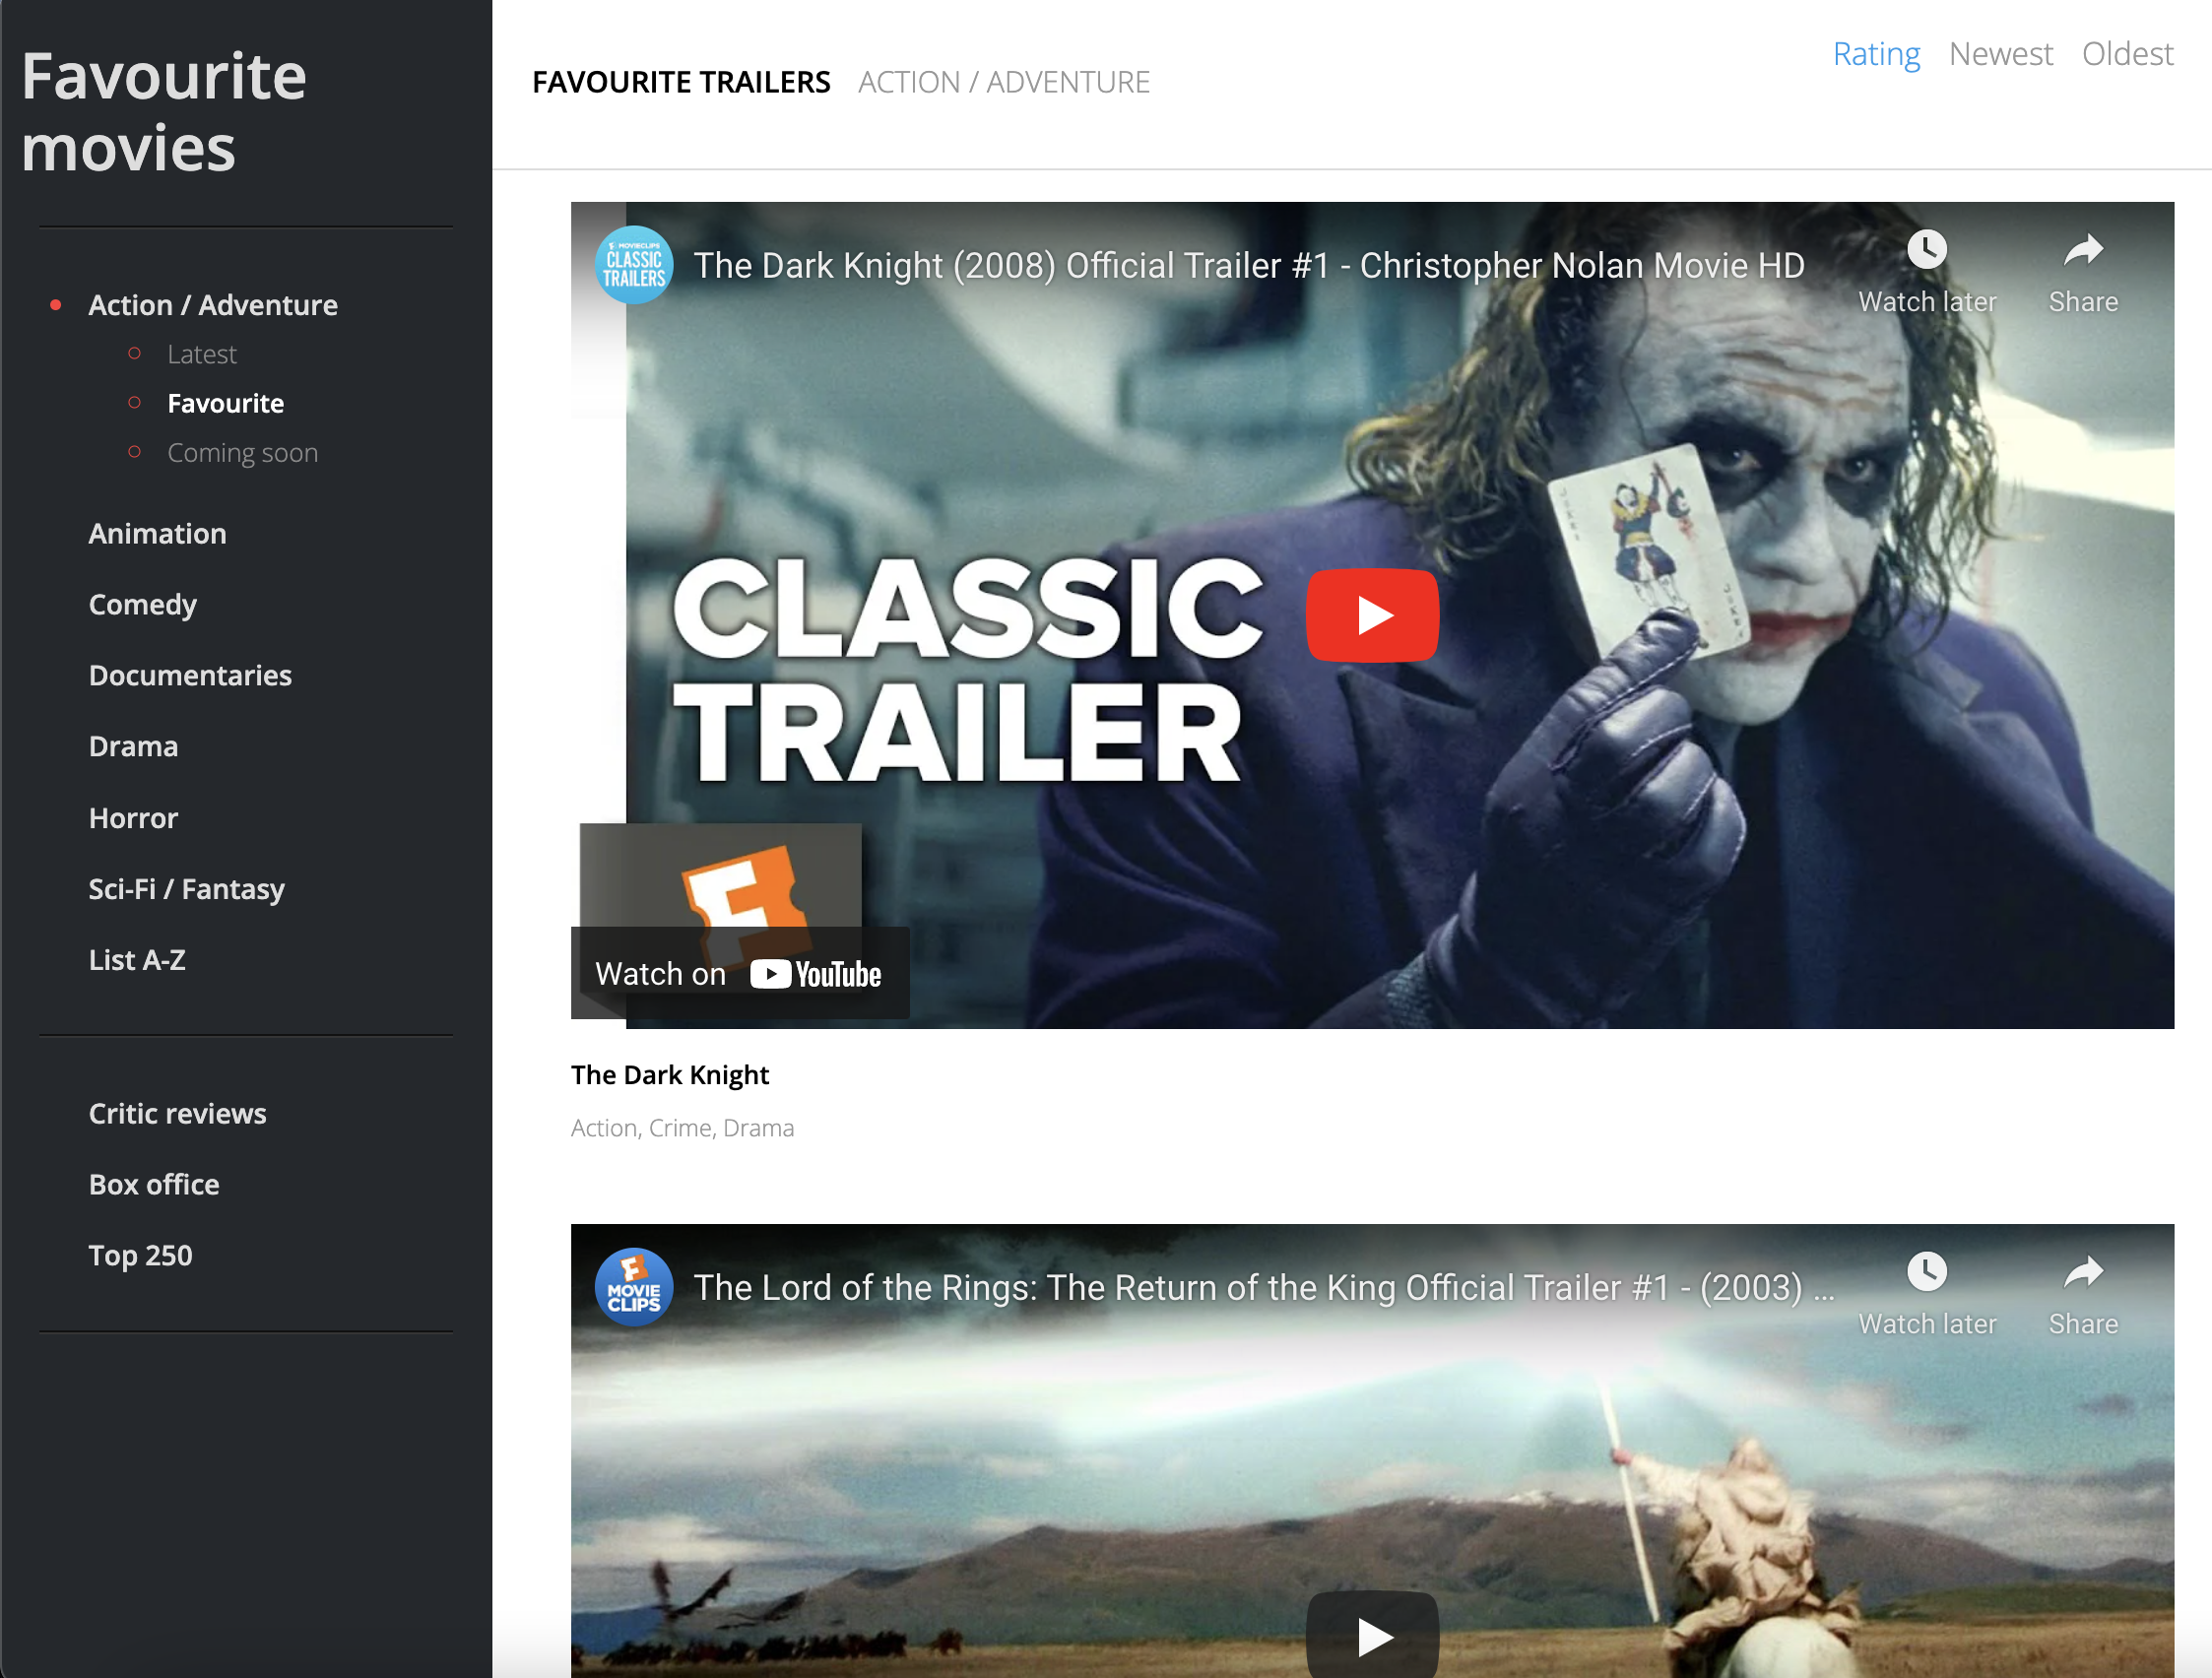 Favourite
movies
Action / Adventure
Latest
Favourite
Coming soon
Animation
Comedy
Documentaries
Drama
Horror
Sci-Fi / Fantasy
List A-Z
Critic reviews
Box office
Top 250
FAVOURITE TRAILERS ACTION / ADVENTURE
Rating Newest Oldest
MOVIECLIPS
CLASSIC
TRAILERS
The Dark Knight (2008) Official Trailer #1 - Christopher Nolan Movie HD
Watch later Share
CLASSIC
TRAILER
JOKER
JOKER
Watch on YouTube
The Dark Knight
Action, Crime, Drama
MOVIE
CLIPS
The Lord of the Rings: The Return of the King Official Trailer #1 - (2003) ...
Watch later Share